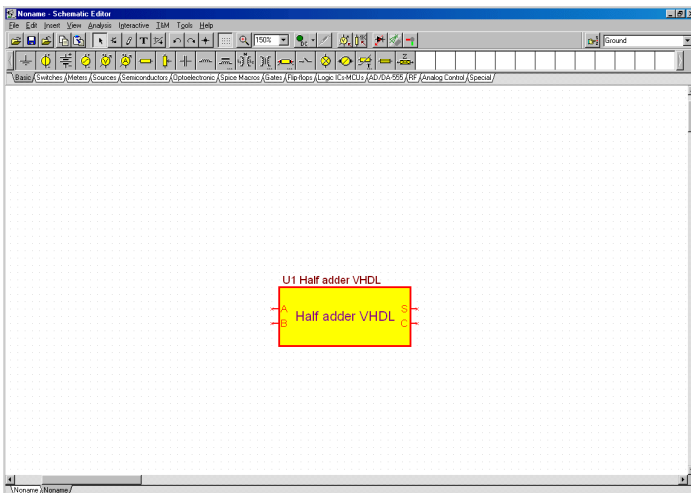 Noname - Schematic Editor
File Edit Insert View Analysis Interactive T&M Tools Help
150% Ground
Basic Switches Meters Sources Semiconductors Optoelectronic Spice Macros Gates Flip-flops Logic ICs-MCUs AD/DA-555 RF Analog Control Special
U1 Half adder VHDL
A S
Half adder VHDL
B C
Noname Noname